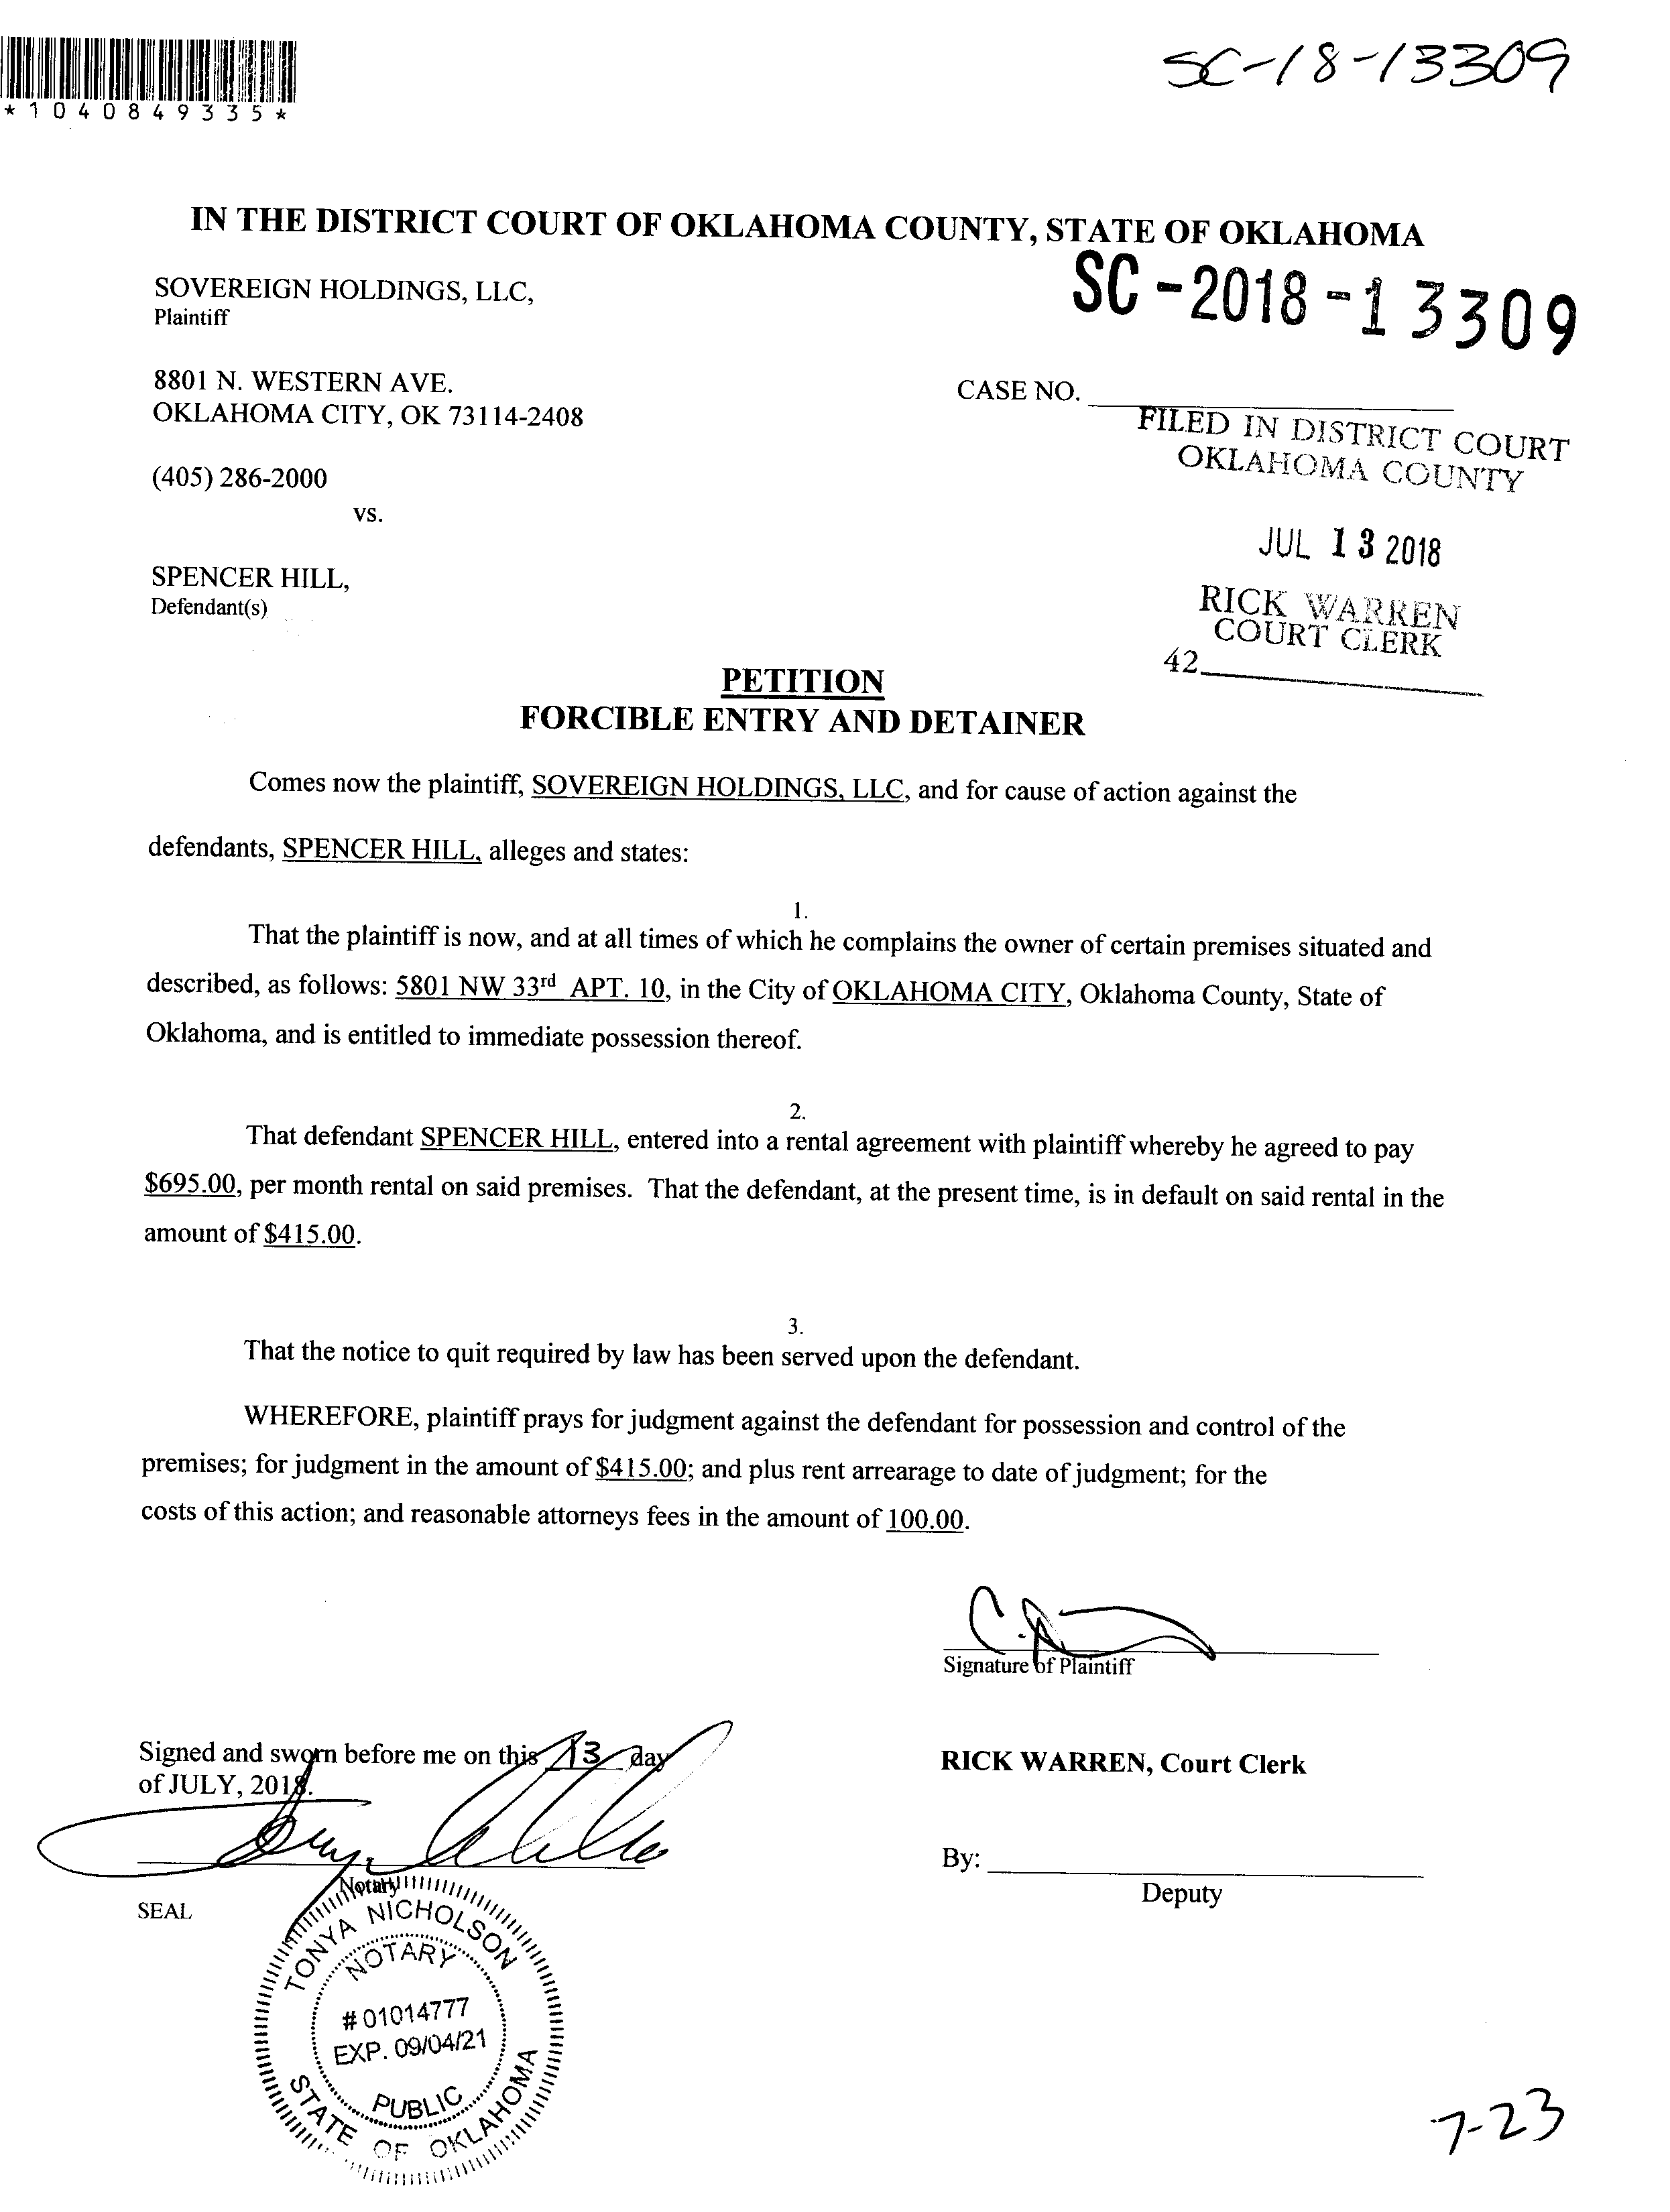 SC-18-13309
*1040849335*
IN THE DISTRICT COURT OF OKLAHOMA COUNTY, STATE OF OKLAHOMA
SC-2018-13309
SOVEREIGN HOLDINGS, LLC,
Plaintiff
8801 N. WESTERN AVE.
OKLAHOMA CITY, OK 73114-2408
CASE NO.
FILED IN DISTRICT COURT
OKLAHOMA COUNTY
(405) 286-2000
vs.
JUL 13 2018
SPENCER HILL,
Defendant(s)
RICK WARREN
COURT CLERK
42
PETITION
FORCIBLE ENTRY AND DETAINER
Comes now the plaintiff, SOVEREIGN HOLDINGS, LLC, and for cause of action against the
defendants, SPENCER HILL, alleges and states:
1.
That the plaintiff is now, and at all times of which he complains the owner of certain premises situated and
described, as follows: 5801 NW 33rd APT. 10, in the City of OKLAHOMA CITY, Oklahoma County, State of
Oklahoma, and is entitled to immediate possession thereof.
2.
That defendant SPENCER HILL, entered into a rental agreement with plaintiff whereby he agreed to pay
$695.00, per month rental on said premises. That the defendant, at the present time, is in default on said rental in the
amount of $415.00.
3.
That the notice to quit required by law has been served upon the defendant.
WHEREFORE, plaintiff prays for judgment against the defendant for possession and control of the
premises; for judgment in the amount of $415.00; and plus rent arrearage to date of judgment; for the
costs of this action; and reasonable attorneys fees in the amount of 100.00.
Signature of Plaintiff
Signed and sworn before me on this 13 day
of JULY, 2018.
RICK WARREN, Court Clerk
By:
Deputy
Notary
SEAL
TONYA NICHOLSON
NOTARY
# 01014777
EXP. 09/04/21
PUBLIC
STATE OF OKLAHOMA
7-23